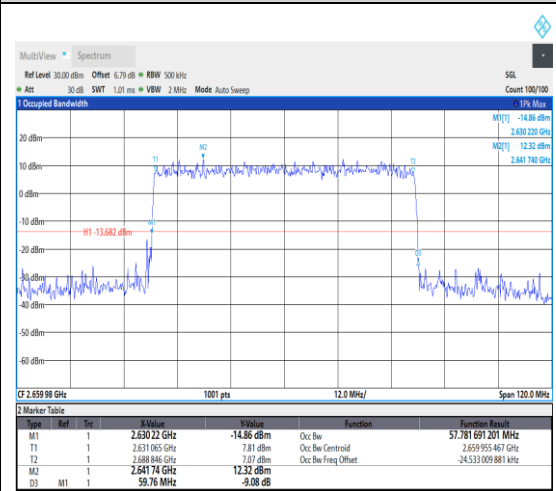 MultiView Spectrum
Ref Level 30.00 dBm Offset 6.79 dB RBW 500 kHz SGL
Att 30 dB SWT 1.01 ms VBW 2 MHz Mode Auto Sweep Count 100/100
1 Occupied Bandwidth 1Pk Max
M1[1] -14.86 dBm
2.630 220 GHz
M2[1] 12.32 dBm
2.641 740 GHz
20 dBm
M2
T1 T2
10 dBm
0 dBm
-10 dBm
M1
H1 -13.682 dBm
-20 dBm
D3
-30 dBm
-40 dBm
-50 dBm
-60 dBm
CF 2.659 98 GHz 1001 pts 12.0 MHz/ Span 120.0 MHz
2 Marker Table
Type Ref Trc X-Value Y-Value Function Function Result
M1 1 2.630 22 GHz -14.86 dBm Occ Bw 57.781 691 201 MHz
T1 1 2.631 065 GHz 7.81 dBm Occ Bw Centroid 2.659 955 467 GHz
T2 1 2.688 846 GHz 7.07 dBm Occ Bw Freq Offset -24.533 009 881 kHz
M2 1 2.641 74 GHz 12.32 dBm
D3 M1 1 59.76 MHz -9.08 dB